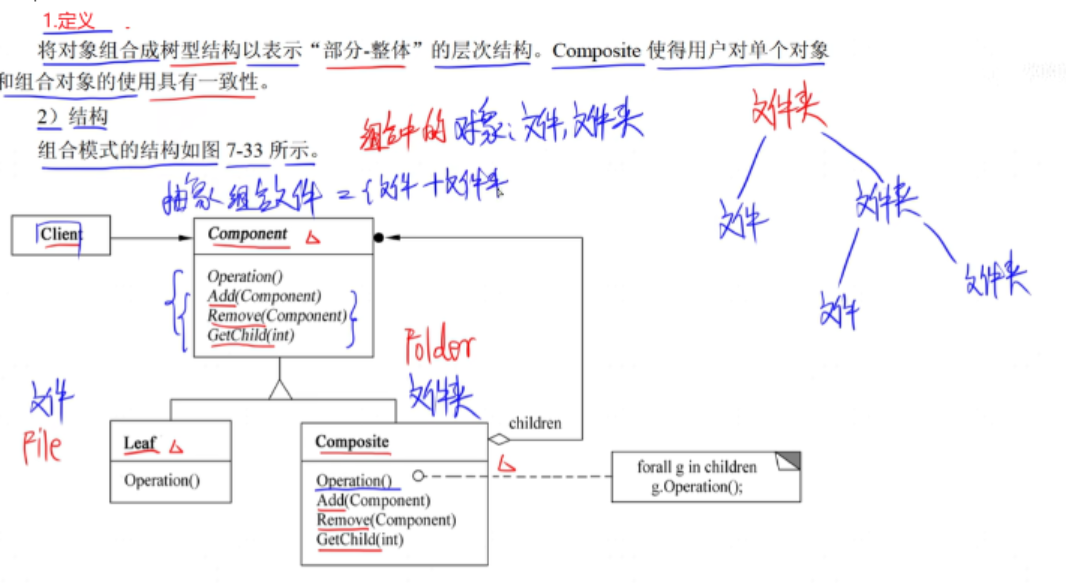 1.定义
将对象组合成树型结构以表示“部分-整体”的层次结构。Composite 使得用户对单个对象
和组合对象的使用具有一致性。
2）结构
组合模式的结构如图 7-33 所示。
组合中的对象：文件，文件夹
抽象组合文件 = {文件 + 文件夹
文件夹
文件
文件夹
文件
文件夹
Client
Component
Operation()
Add(Component)
Remove(Component)
GetChild(int)
文件
File
Folder
文件夹
children
Leaf
Operation()
Composite
Operation()
Add(Component)
Remove(Component)
GetChild(int)
forall g in children
g.Operation();